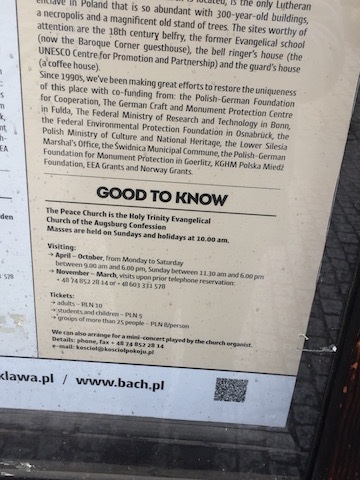 is located, is the only Lutheran
enclave in Poland that is so abundant with 300-year-old buildings,
a necropolis and a magnificent old stand of trees. The sites worthy of
attention are the 18th century belfry, the former Evangelical school
(now the Baroque Corner guesthouse), the bell ringer's house (the
UNESCO Centre for Promotion and Partnership) and the guard's house
(a coffee house).
Since 1990s, we've been making great efforts to restore the uniqueness
of this place with co-funding from: the Polish-German Foundation
for Cooperation, The German Craft and Monument Protection Centre
in Fulda, The Federal Ministry of Research and Technology in Bonn,
the Federal Environmental Protection Foundation in Osnabrück, the
Polish Ministry of Culture and National Heritage, the Lower Silesia
Marshal's Office, the Świdnica Municipal Commune, the Polish-German
Foundation for Monument Protection in Goerlitz, KGHM Polska Miedź
Foundation, EEA Grants and Norway Grants.
GOOD TO KNOW
The Peace Church is the Holy Trinity Evangelical
Church of the Augsburg Confession
Masses are held on Sundays and holidays at 10.00 am.
Visiting:
→ April – October, from Monday to Saturday
between 9.00 am and 6.00 pm, Sunday between 11.30 am and 6.00 pm
→ November – March, visits upon prior telephone reservation:
+ 48 74 852 28 14 or +48 603 331 578
Tickets:
→ adults – PLN 10
→ students and children – PLN 5
→ groups of more than 25 people – PLN 8/person
We can also arrange for a mini-concert played by the church organist.
Details: phone, fax + 48 74 852 28 14
e-mail: kosciol@kosciolpokoju.pl
klawa.pl / www.bach.pl